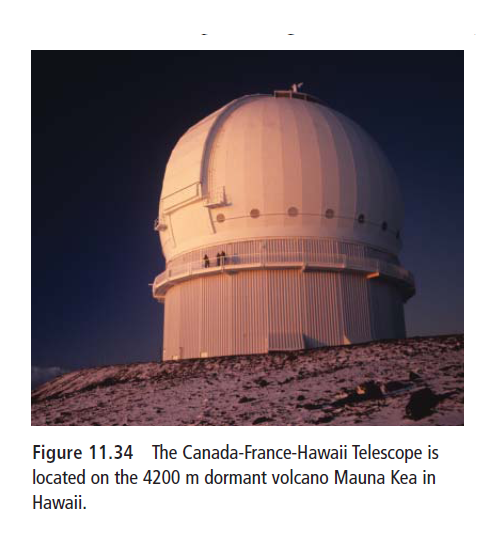 Figure 11.34 The Canada-France-Hawaii Telescope is
located on the 4200 m dormant volcano Mauna Kea in
Hawaii.